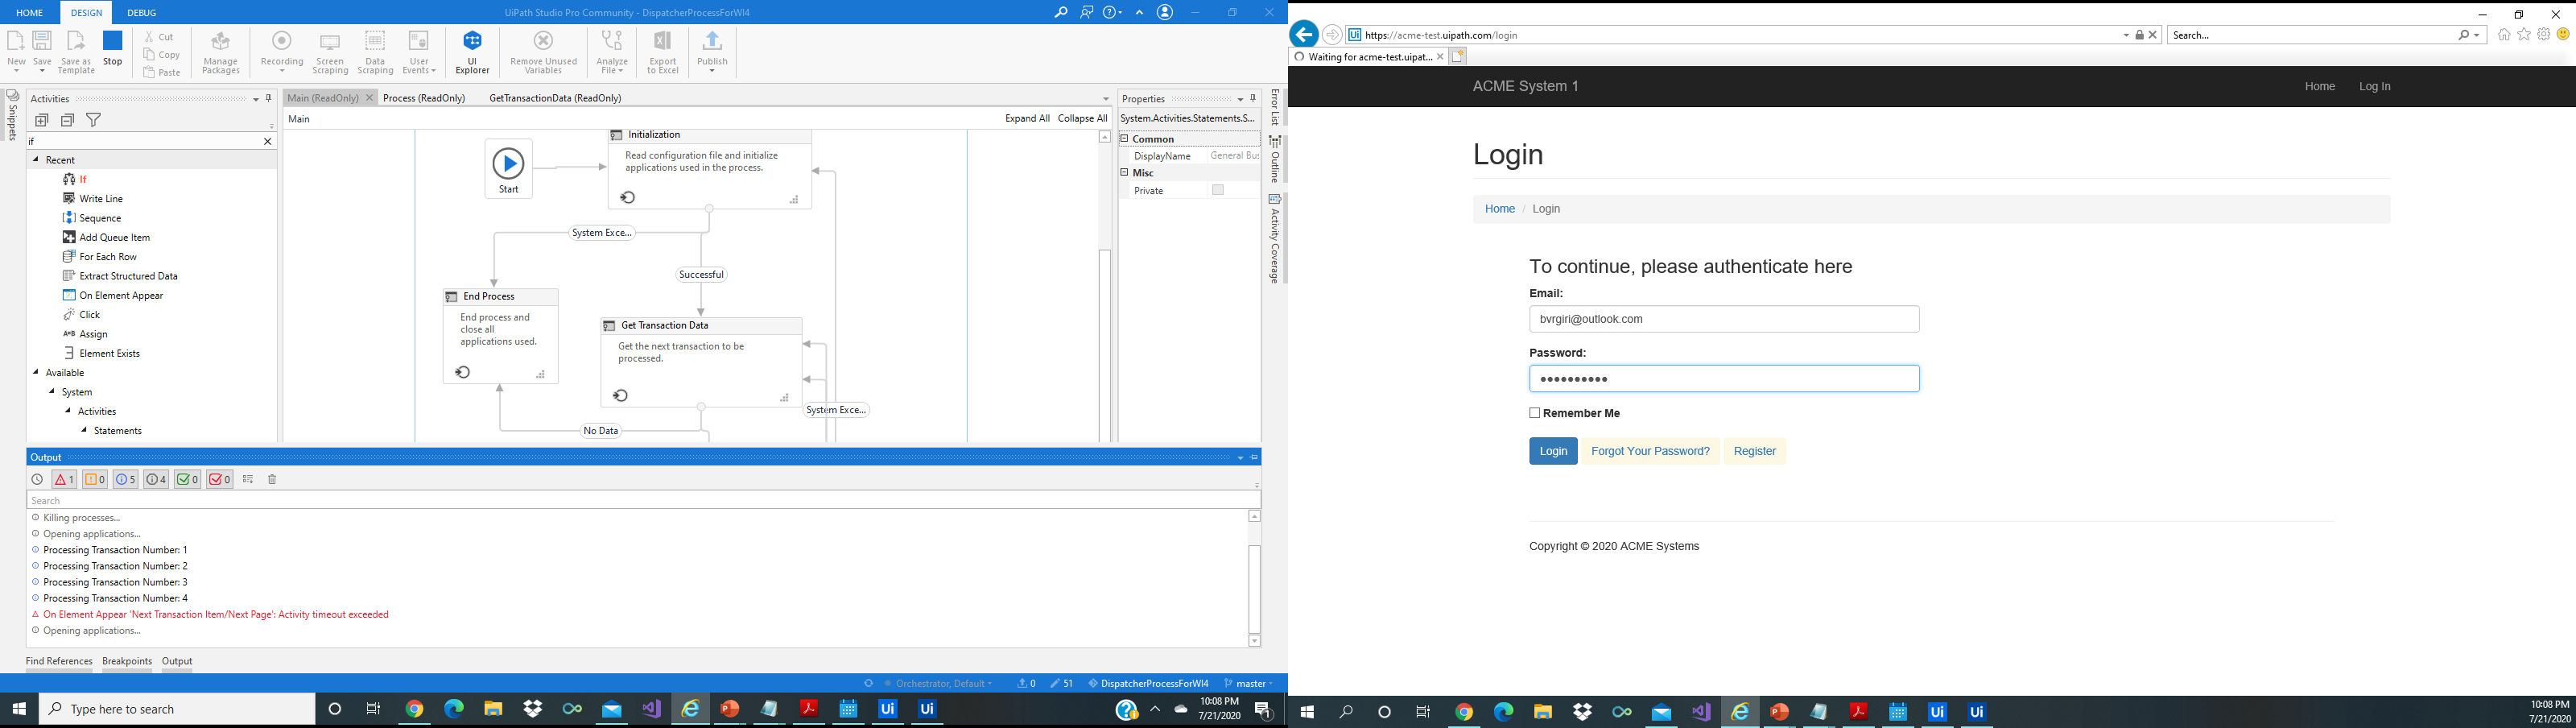 HOME DESIGN DEBUG UiPath Studio Pro Community - DispatcherProcessForWI4
New Save Save as Template Stop Cut Copy Paste Manage Packages Recording Screen Scraping Data Scraping User Events UI Explorer Remove Unused Variables Analyze File Export to Excel Publish
Snippets
Activities
if
Recent
If
Write Line
Sequence
Add Queue Item
For Each Row
Extract Structured Data
On Element Appear
Click
Assign
Element Exists
Available
System
Activities
Statements
Main (ReadOnly) Process (ReadOnly) GetTransactionData (ReadOnly)
Main Expand All Collapse All
Start
Initialization
Read configuration file and initialize
applications used in the process.
System Exce...
Successful
End Process
End process and
close all
applications used.
Get Transaction Data
Get the next transaction to be
processed.
System Exce...
No Data
Properties
System.Activities.Statements.S...
Common
DisplayName General Bus
Misc
Private
Error List
Outline
Activity Coverage
Output
1 0 5 4 0 0
Search
Killing processes...
Opening applications...
Processing Transaction Number: 1
Processing Transaction Number: 2
Processing Transaction Number: 3
Processing Transaction Number: 4
On Element Appear 'Next Transaction Item/Next Page': Activity timeout exceeded
Opening applications...
Find References Breakpoints Output
Orchestrator, Default 0 51 DispatcherProcessForWI4 master
Type here to search
10:08 PM
7/21/2020
https://acme-test.uipath.com/login Search...
Waiting for acme-test.uipat...
ACME System 1 Home Log In
Login
Home / Login
To continue, please authenticate here
Email:
bvrgiri@outlook.com
Password:
Remember Me
Login Forgot Your Password? Register
Copyright © 2020 ACME Systems
10:08 PM
7/21/2020